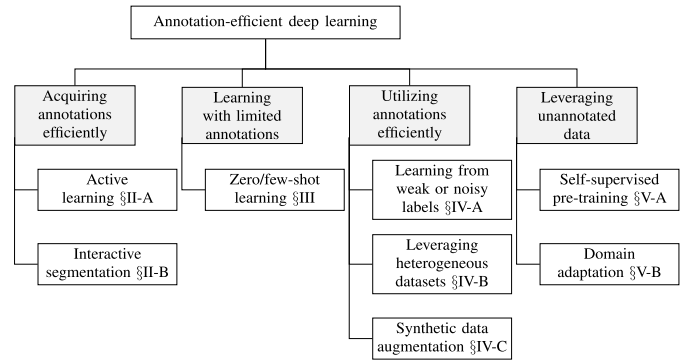 Annotation-efficient deep learning
Acquiring
annotations
efficiently
Learning
with limited
annotations
Utilizing
annotations
efficiently
Leveraging
unannotated
data
Active
learning §II-A
Interactive
segmentation §II-B
Zero/few-shot
learning §III
Learning from
weak or noisy
labels §IV-A
Leveraging
heterogeneous
datasets §IV-B
Synthetic data
augmentation §IV-C
Self-supervised
pre-training §V-A
Domain
adaptation §V-B